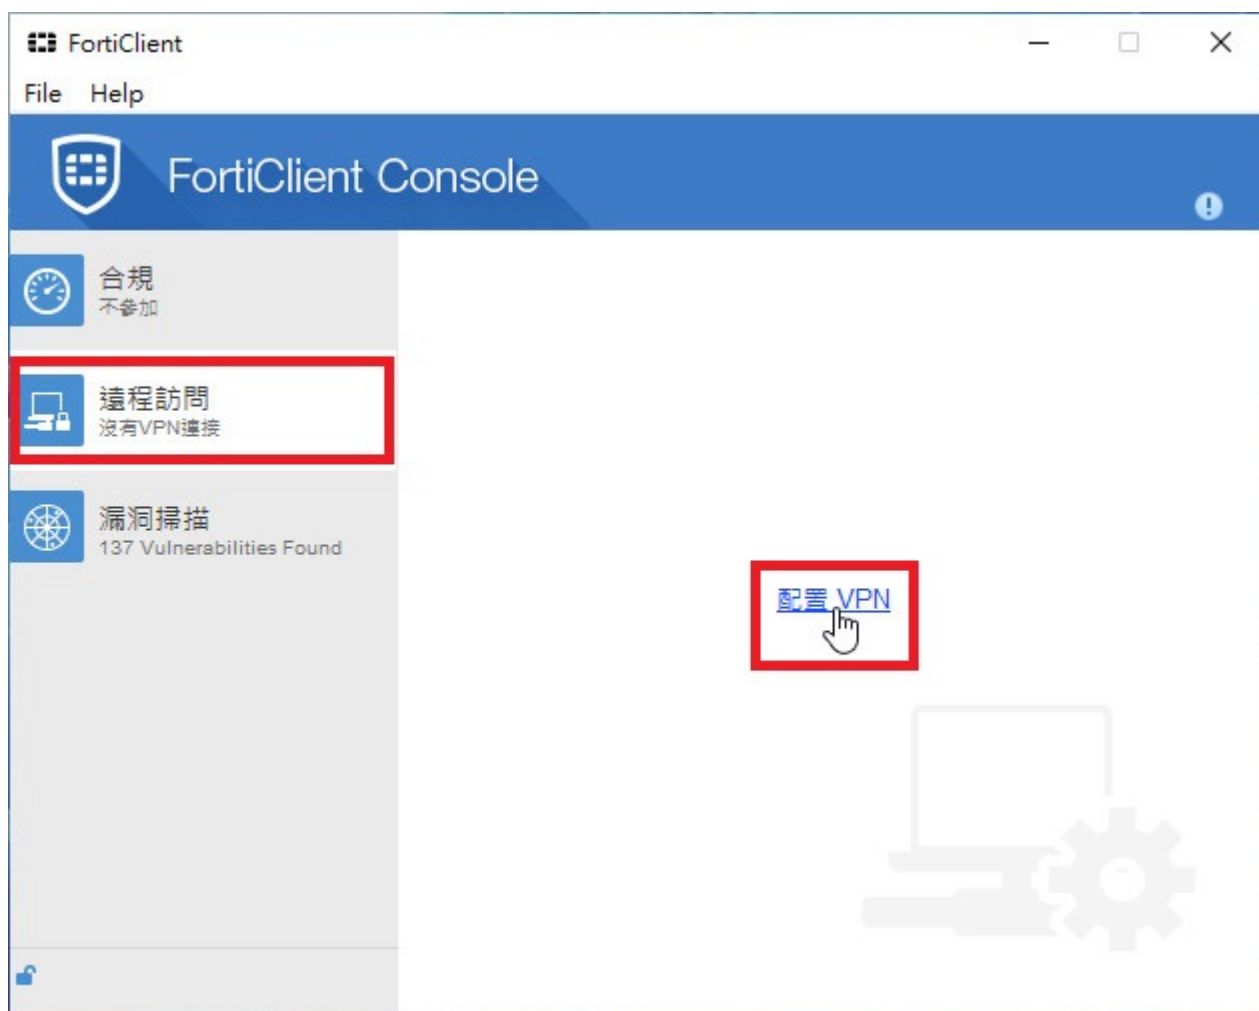 FortiClient
File Help
FortiClient Console
合規
不參加
遠程訪問
沒有VPN連接
漏洞掃描
137 Vulnerabilities Found
配置 VPN